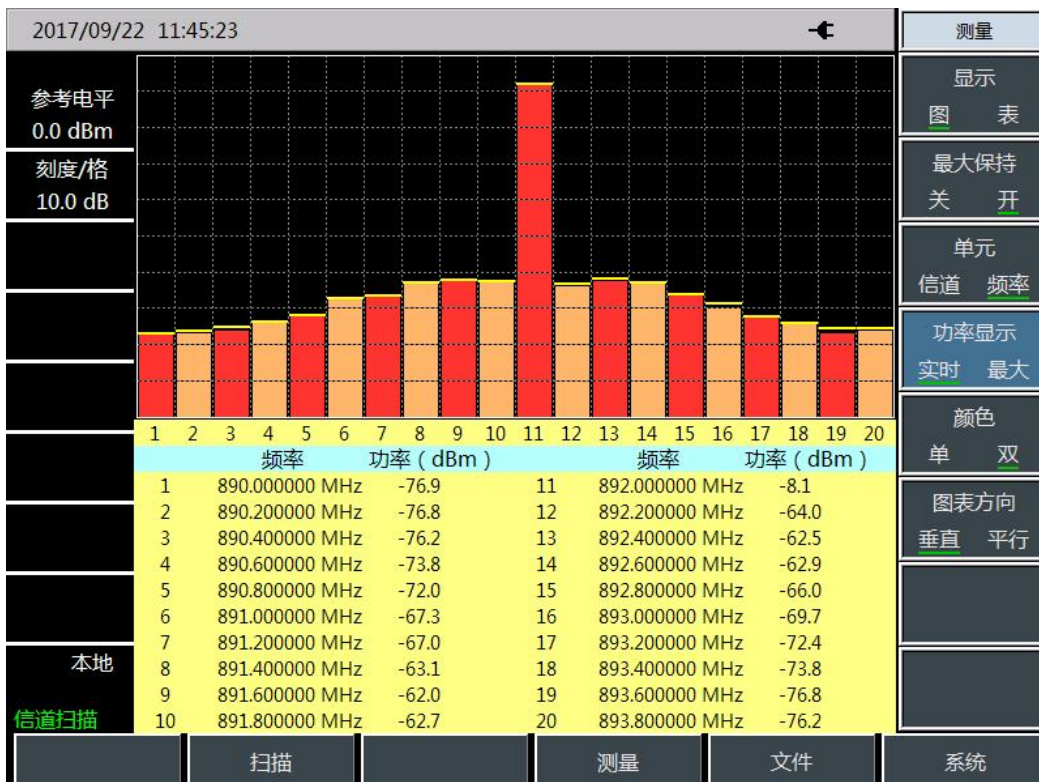 2017/09/22 11:45:23
测量
参考电平
0.0 dBm
刻度/格
10.0 dB
本地
信道扫描
1 2 3 4 5 6 7 8 9 10 11 12 13 14 15 16 17 18 19 20
频率 功率（dBm） 频率 功率（dBm）
1 890.000000 MHz -76.9 11 892.000000 MHz -8.1
2 890.200000 MHz -76.8 12 892.200000 MHz -64.0
3 890.400000 MHz -76.2 13 892.400000 MHz -62.5
4 890.600000 MHz -73.8 14 892.600000 MHz -62.9
5 890.800000 MHz -72.0 15 892.800000 MHz -66.0
6 891.000000 MHz -67.3 16 893.000000 MHz -69.7
7 891.200000 MHz -67.0 17 893.200000 MHz -72.4
8 891.400000 MHz -63.1 18 893.400000 MHz -73.8
9 891.600000 MHz -62.0 19 893.600000 MHz -76.8
10 891.800000 MHz -62.7 20 893.800000 MHz -76.2
显示
图 表
最大保持
关 开
单元
信道 频率
功率显示
实时 最大
颜色
单 双
图表方向
垂直 平行
扫描 测量 文件 系统